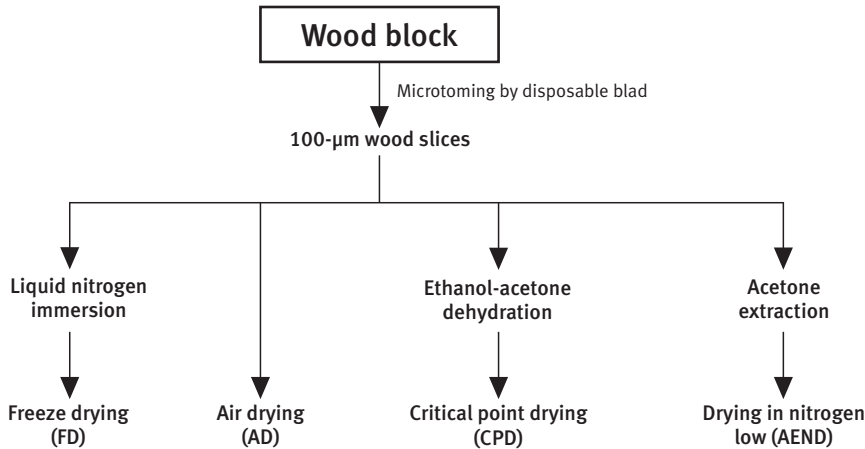 Wood block
Microtoming by disposable blad
100-µm wood slices
Liquid nitrogen
immersion
Ethanol-acetone
dehydration
Acetone
extraction
Freeze drying
(FD)
Air drying
(AD)
Critical point drying
(CPD)
Drying in nitrogen
low (AEND)